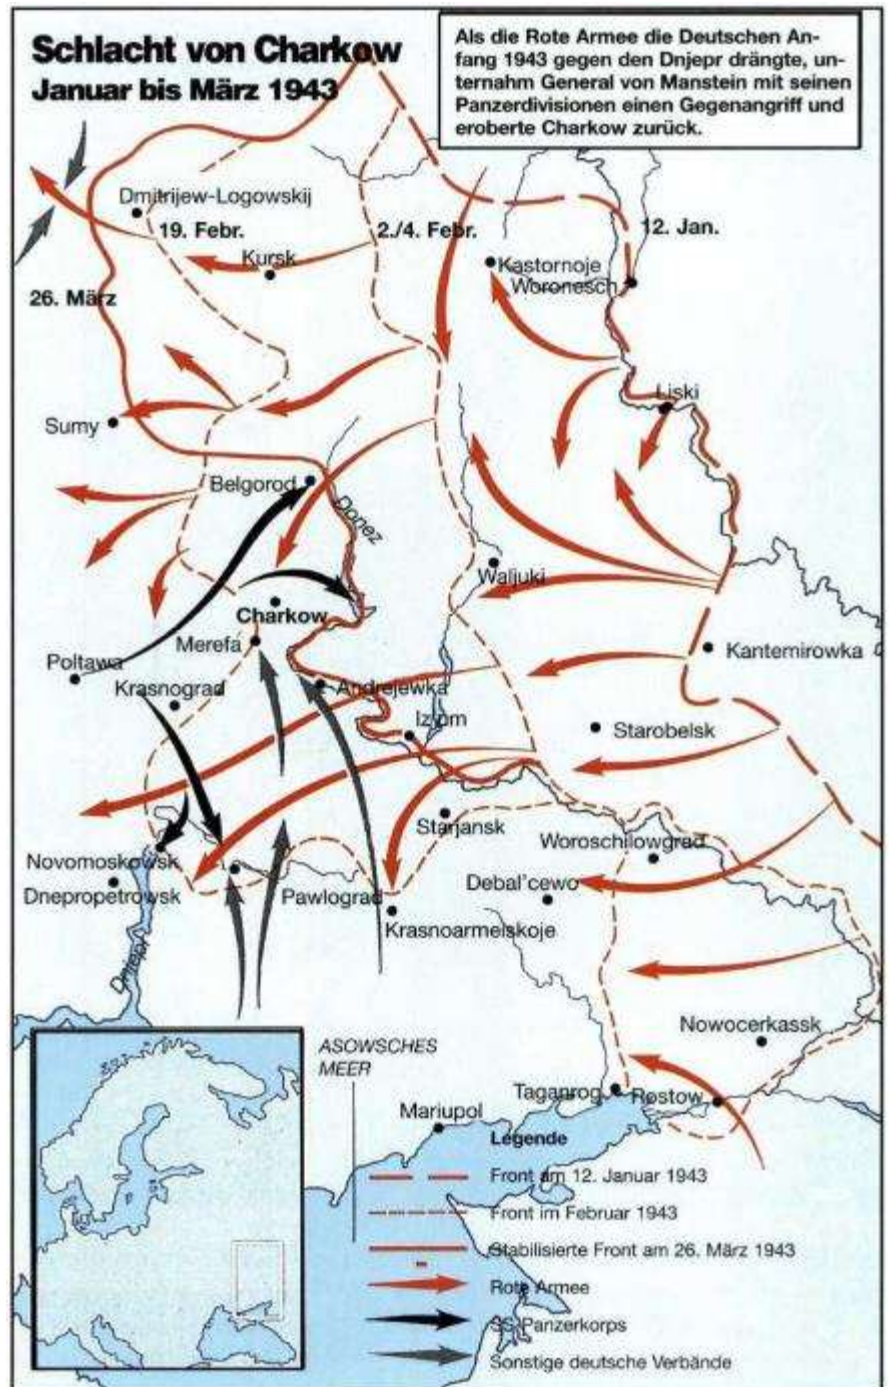 Schlacht von Charkow
Januar bis März 1943
Als die Rote Armee die Deutschen An-
fang 1943 gegen den Dnjepr drängte, un-
ternahm General von Manstein mit seinen
Panzerdivisionen einen Gegenangriff und
eroberte Charkow zurück.
Dmitrijew-Logowskij
19. Febr.
2./4. Febr.
12. Jan.
Kursk
Kastornoje
Woronesch
26. März
Liski
Sumy
Belgorod
Donez
Waljuki
Charkow
Merefa
Kantemirowka
Poltawa
Krasnograd
Andrejewka
Izjum
Starobelsk
Starjansk
Woroschilowgrad
Novomoskowsk
Debal'cewo
Dnepropetrowsk
Pawlograd
Krasnoarmeiskoje
Dnjepr
Nowocerkassk
ASOWSCHES
MEER
Taganrog
Rostow
Mariupol
Legende
Front am 12. Januar 1943
Front im Februar 1943
Stabilisierte Front am 26. März 1943
Rote Armee
SS-Panzerkorps
Sonstige deutsche Verbände